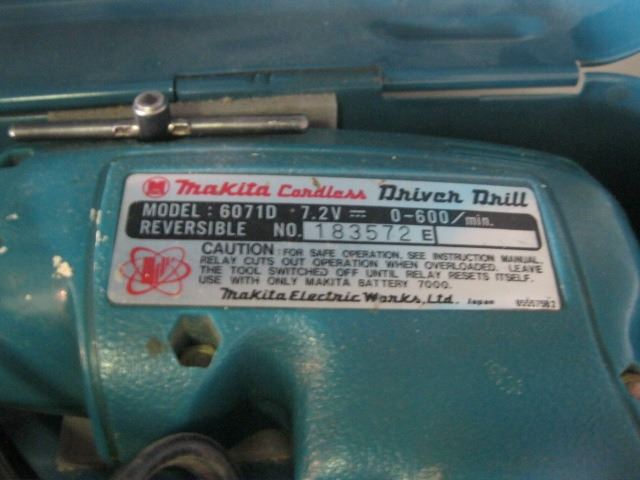 Makita Cordless Driver Drill
MODEL: 6071D 7.2V 0-600/min.
REVERSIBLE NO. 183572 E
CAUTION: FOR SAFE OPERATION, SEE INSTRUCTION MANUAL.
RELAY CUTS OUT OPERATION WHEN OVERLOADED. LEAVE
THE TOOL SWITCHED OFF UNTIL RELAY RESETS ITSELF.
USE WITH ONLY MAKITA BATTERY 7000.
Makita Electric Works, Ltd. Japan